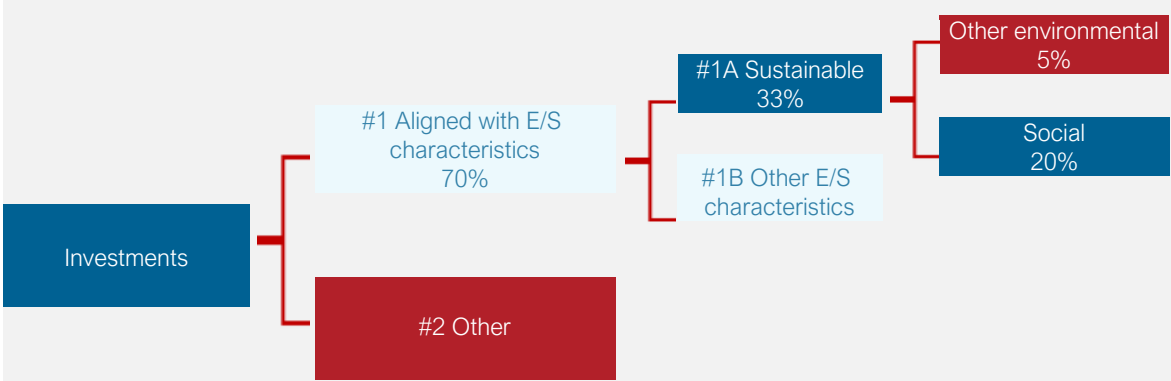 Other environmental
5%
#1A Sustainable
33%
#1 Aligned with E/S
characteristics
70%
Social
20%
#1B Other E/S
characteristics
Investments
#2 Other